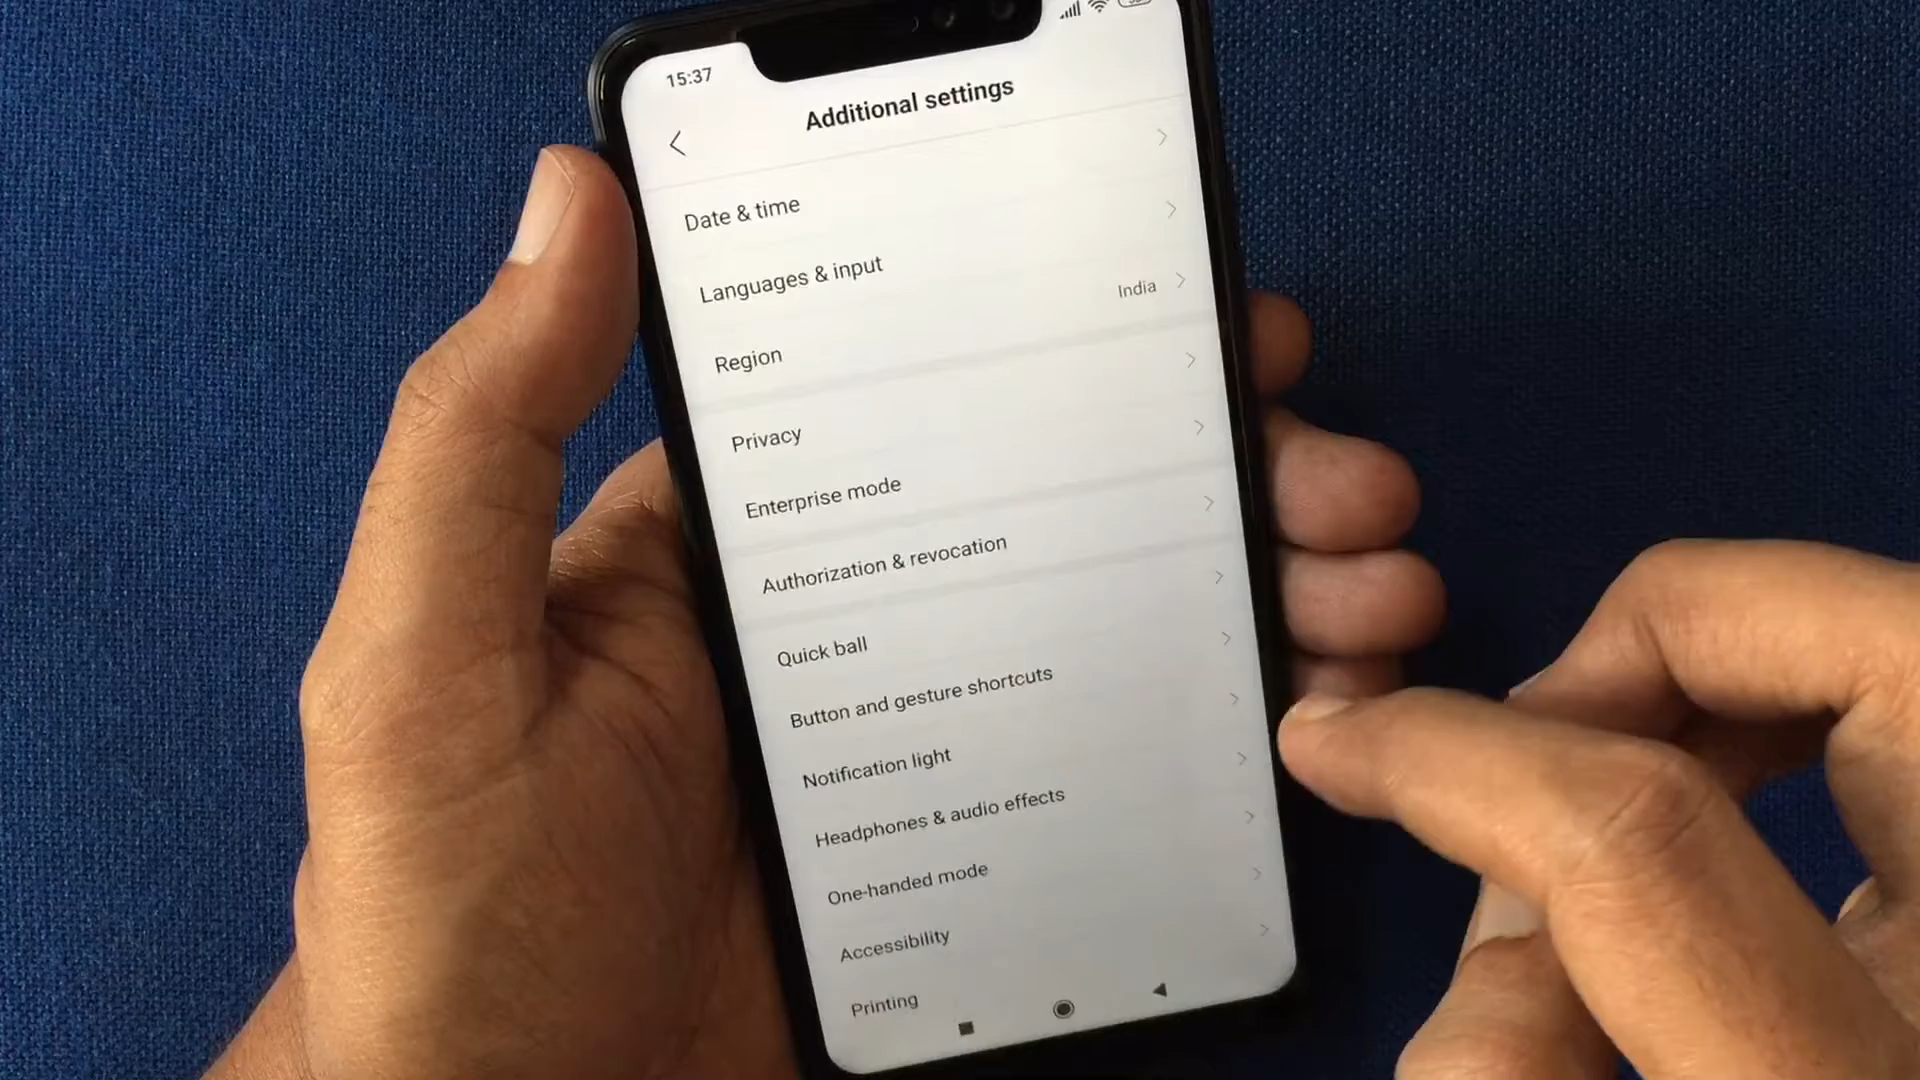 15:37
Additional settings
Date & time
Languages & input
Region
India
Privacy
Enterprise mode
Authorization & revocation
Quick ball
Button and gesture shortcuts
Notification light
Headphones & audio effects
One-handed mode
Accessibility
Printing